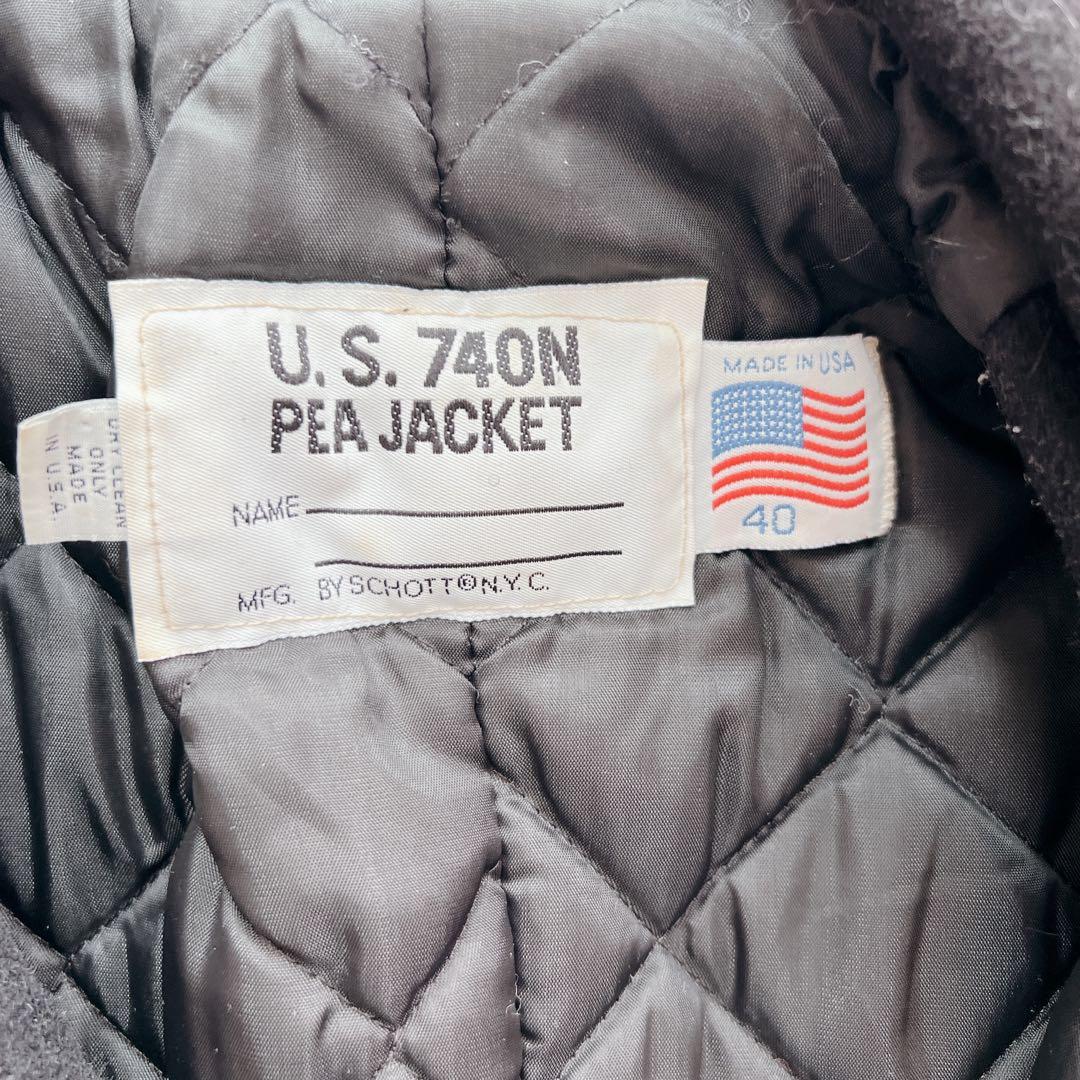 U.S. 740N
PEA JACKET
NAME
MFG. BY SCHOTT® N.Y.C.
MADE IN USA
40
DRY CLEAN
ONLY
MADE
IN U.S.A.